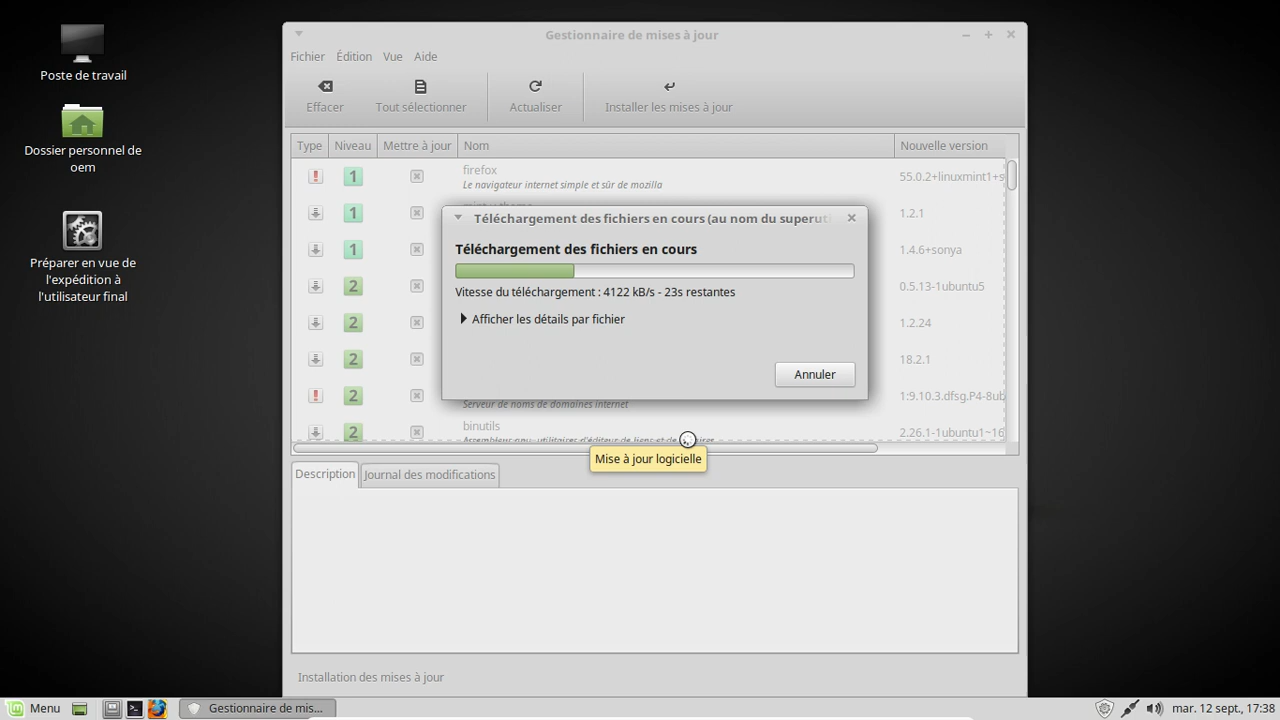 Poste de travail
Dossier personnel de
oem
Préparer en vue de
l'expédition à
l'utilisateur final
Gestionnaire de mises à jour
Fichier Édition Vue Aide
Effacer Tout sélectionner Actualiser Installer les mises à jour
Type Niveau Mettre à jour Nom Nouvelle version
firefox
1 55.0.2+linuxmint1+s
Le navigateur internet simple et sûr de mozilla
1 1.2.1
1 1.4.6+sonya
2 0.5.13-1ubuntu5
2 1.2.24
2 18.2.1
2 1:9.10.3.dfsg.P4-8ub
Serveur de noms de domaines internet
binutils
2 2.26.1-1ubuntu1~16
Téléchargement des fichiers en cours (au nom du superut
Téléchargement des fichiers en cours
Vitesse du téléchargement : 4122 kB/s - 23s restantes
Afficher les détails par fichier
Annuler
Mise à jour logicielle
Description Journal des modifications
Installation des mises à jour
Menu Gestionnaire de mis... mar. 12 sept., 17:38